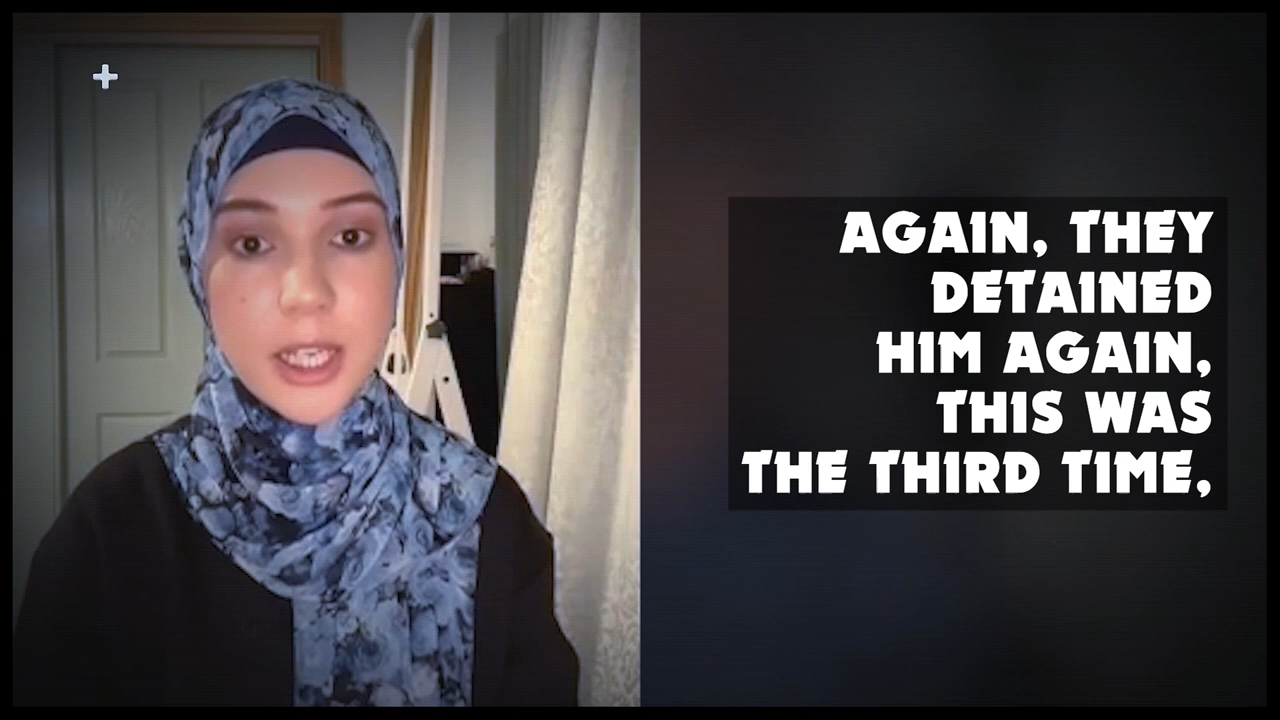 AGAIN, THEY
DETAINED
HIM AGAIN,
THIS WAS
THE THIRD TIME,